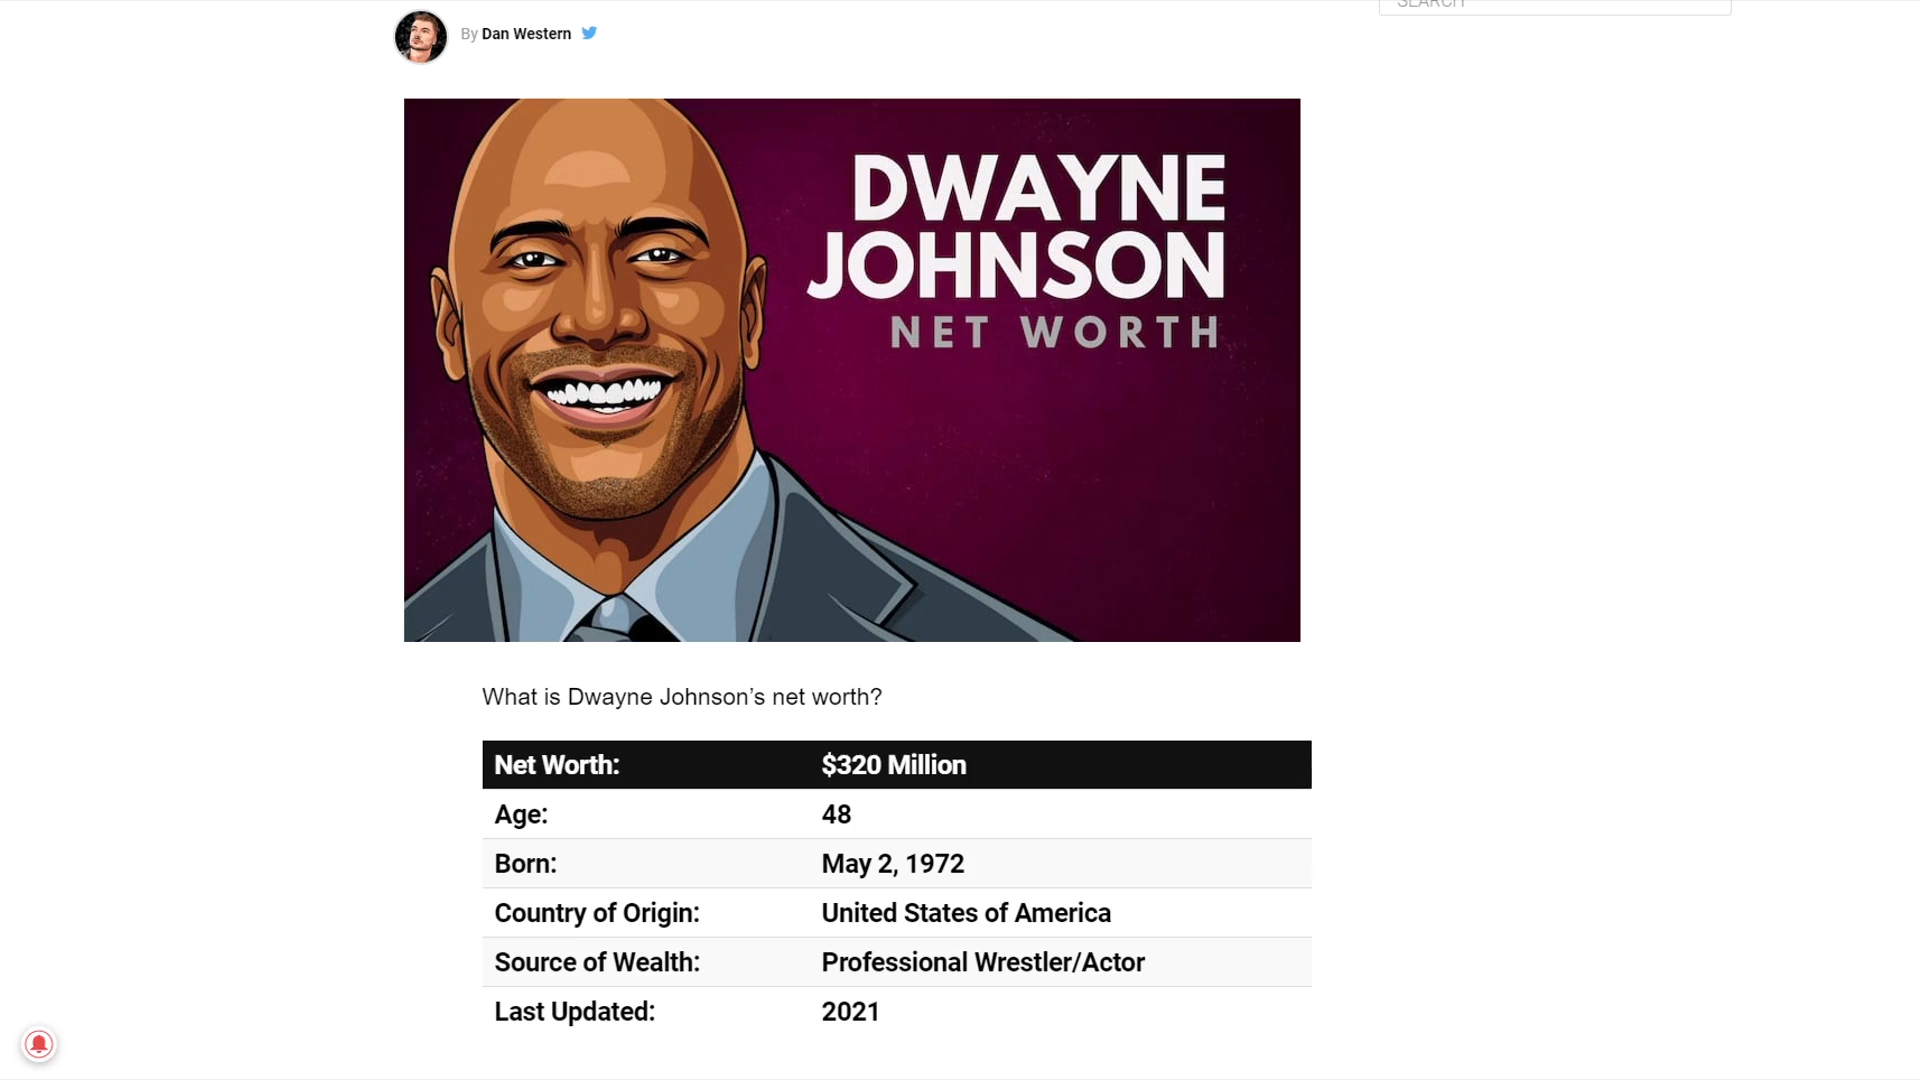 SEARCH
By Dan Western
DWAYNE
JOHNSON
NET WORTH
What is Dwayne Johnson’s net worth?
Net Worth: $320 Million
Age: 48
Born: May 2, 1972
Country of Origin: United States of America
Source of Wealth: Professional Wrestler/Actor
Last Updated: 2021